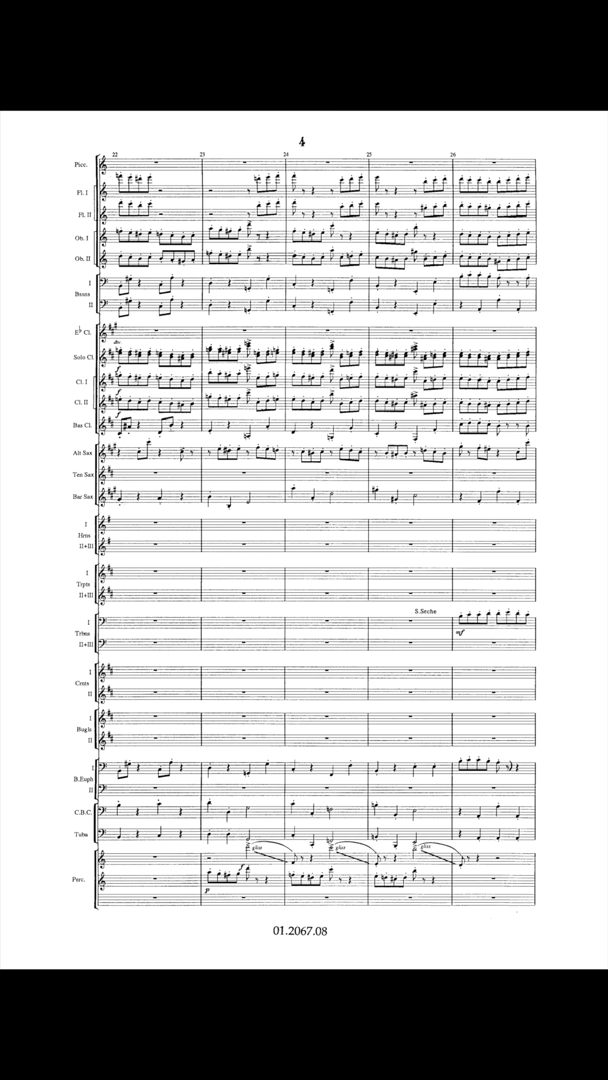 4
22 23 24 25 26
Picc.
Fl. I
Fl. II
Ob. I
Ob. II
I
Bssns
II
E♭ Cl.
div.
Solo Cl
f
Cl. I
Cl. II
f
Bas Cl.
Alt Sax
Ten Sax
Bar Sax
I
Hrns
II+III
I
Trpts
II+III
S.Seche
I
Trbns
mf
II+III
I
Crnts
II
I
Bugls
II
I
B.Euph
II
C.B.C.
Tuba
gliss gliss gliss
f
Perc.
p
01.2067.08